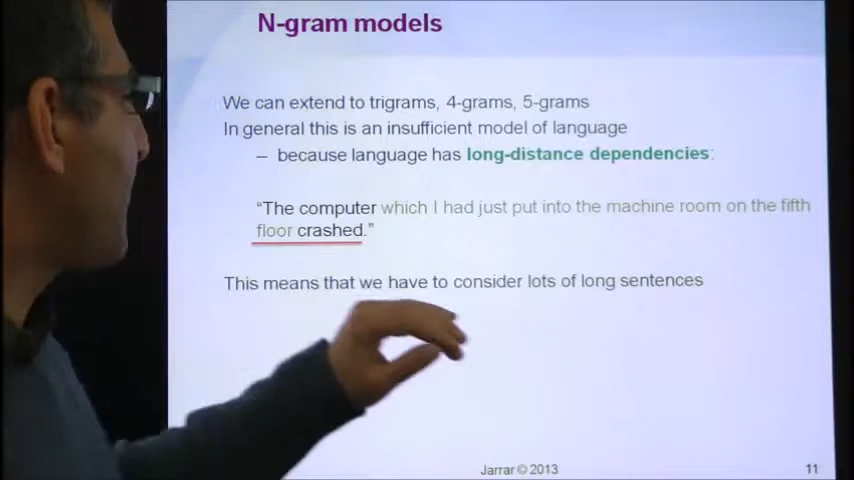 N-gram models
We can extend to trigrams, 4-grams, 5-grams
In general this is an insufficient model of language
– because language has long-distance dependencies:
“The computer which I had just put into the machine room on the fifth
floor crashed.”
This means that we have to consider lots of long sentences
Jarrar © 2013
11